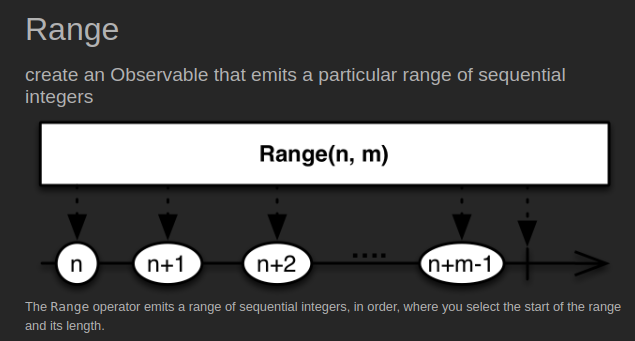 Range
create an Observable that emits a particular range of sequential
integers
Range(n, m)
n n+1 n+2 .... n+m-1
The Range operator emits a range of sequential integers, in order, where you select the start of the range
and its length.